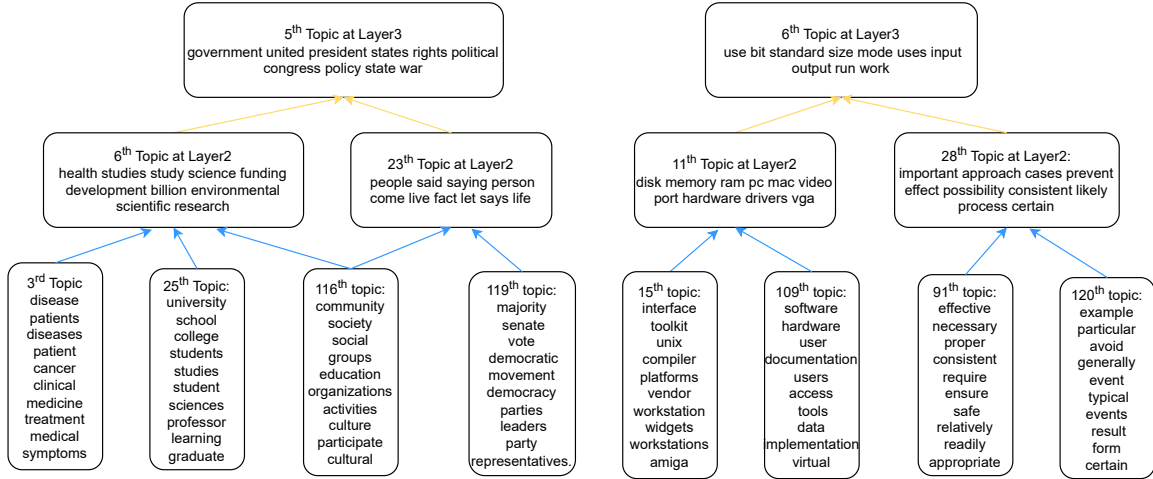 5th Topic at Layer3
government united president states rights political
congress policy state war
6th Topic at Layer3
use bit standard size mode uses input
output run work
6th Topic at Layer2
health studies study science funding
development billion environmental
scientific research
23th Topic at Layer2
people said saying person
come live fact let says life
11th Topic at Layer2
disk memory ram pc mac video
port hardware drivers vga
28th Topic at Layer2:
important approach cases prevent
effect possibility consistent likely
process certain
3rd Topic
disease
patients
diseases
patient
cancer
clinical
medicine
treatment
medical
symptoms
25th Topic:
university
school
college
students
studies
student
sciences
professor
learning
graduate
116th topic:
community
society
social
groups
education
organizations
activities
culture
participate
cultural
119th topic:
majority
senate
vote
democratic
movement
democracy
parties
leaders
party
representatives.
15th topic:
interface
toolkit
unix
compiler
platforms
vendor
workstation
widgets
workstations
amiga
109th topic:
software
hardware
user
documentation
users
access
tools
data
implementation
virtual
91th topic:
effective
necessary
proper
consistent
require
ensure
safe
relatively
readily
appropriate
120th topic:
example
particular
avoid
generally
event
typical
events
result
form
certain